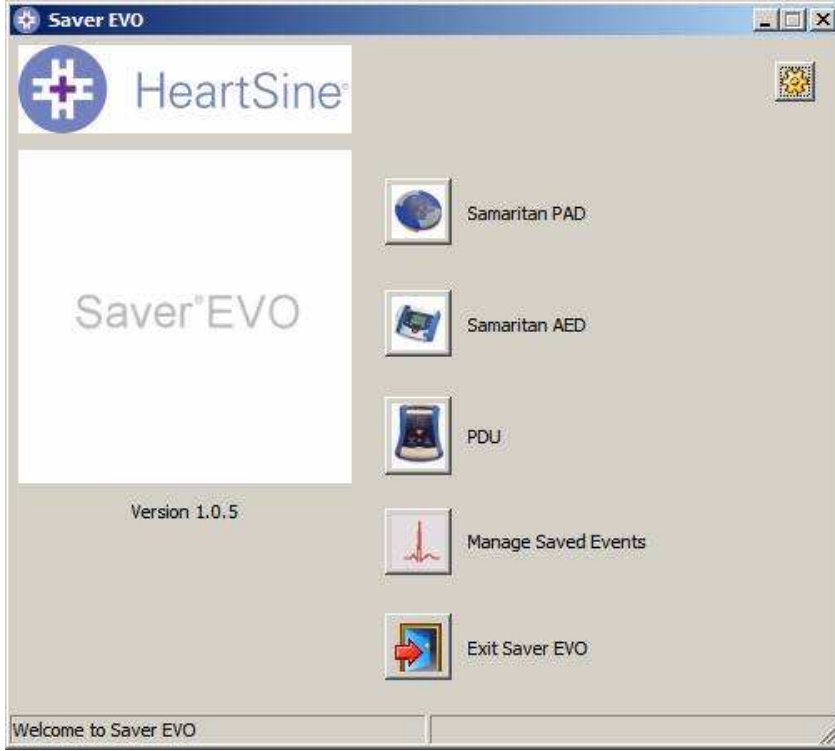 Saver EVO
HeartSine®
Saver®EVO
Version 1.0.5
Samaritan PAD
Samaritan AED
PDU
Manage Saved Events
Exit Saver EVO
Welcome to Saver EVO